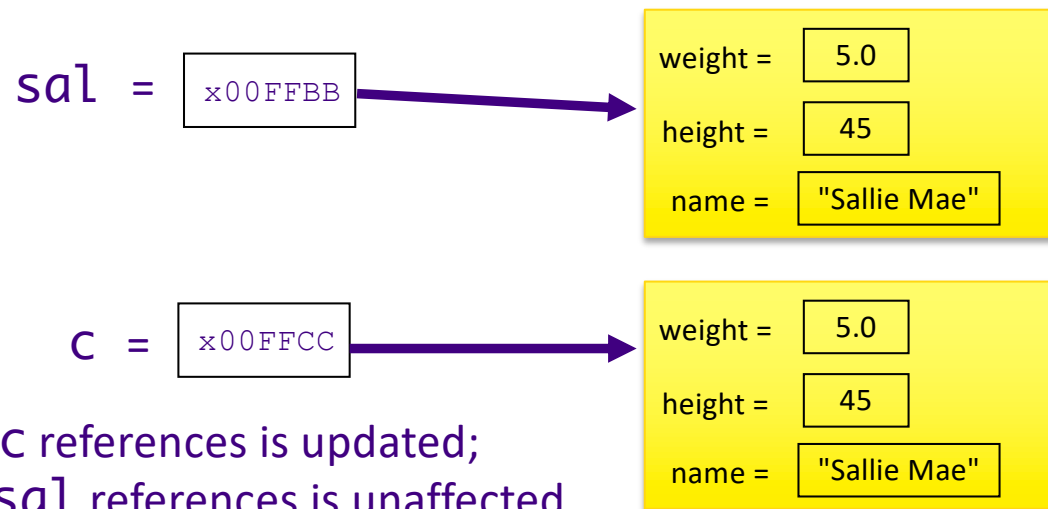 weight = 5.0
sal = x00FFBB
height = 45
name = "Sallie Mae"
weight = 5.0
c = x00FFCC
height = 45
c references is updated;
name = "Sallie Mae"
sal references is unaffected